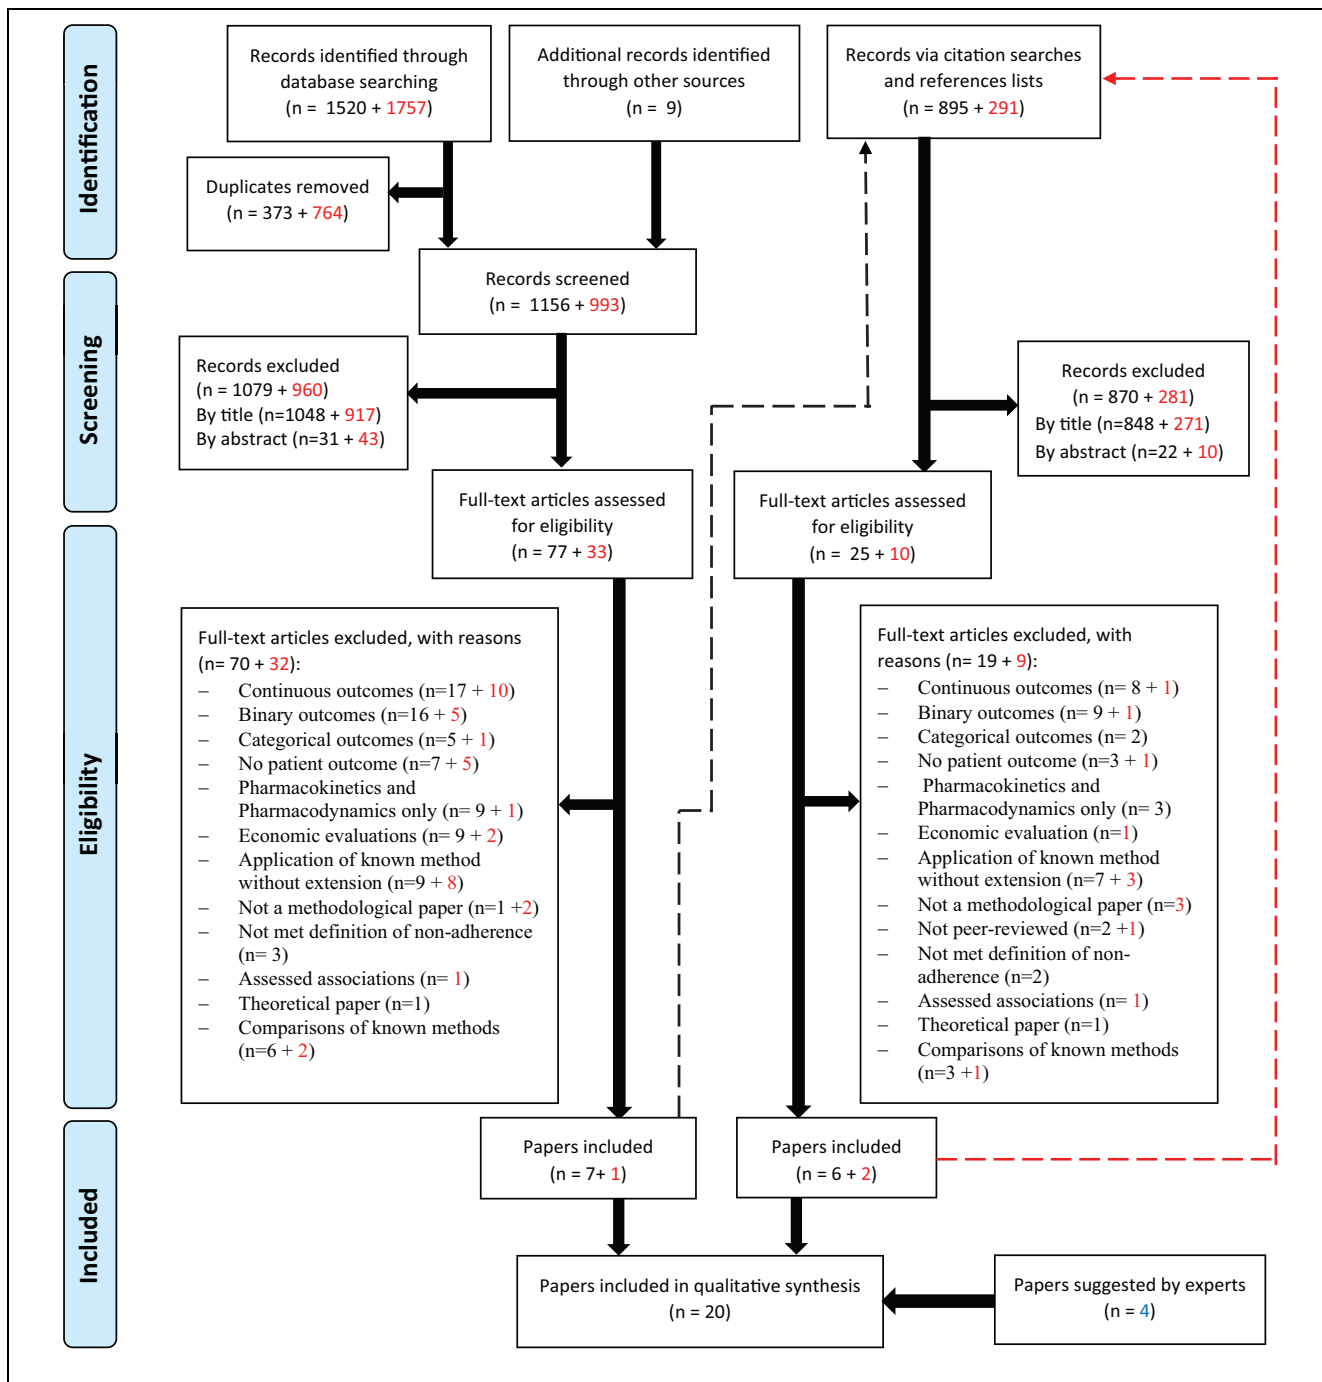 Identification
Records identified through
database searching
(n = 1520 + 1757)
Additional records identified
through other sources
(n = 9)
Records via citation searches
and references lists
(n = 895 + 291)
Duplicates removed
(n = 373 + 764)
Screening
Records screened
(n = 1156 + 993)
Records excluded
(n = 1079 + 960)
By title (n=1048 + 917)
By abstract (n=31 + 43)
Records excluded
(n = 870 + 281)
By title (n=848 + 271)
By abstract (n=22 + 10)
Full-text articles assessed
for eligibility
(n = 77 + 33)
Full-text articles assessed
for eligibility
(n = 25 + 10)
Eligibility
Full-text articles excluded, with reasons
(n= 70 + 32):
– Continuous outcomes (n=17 + 10)
– Binary outcomes (n=16 + 5)
– Categorical outcomes (n=5 + 1)
– No patient outcome (n=7 + 5)
– Pharmacokinetics and
Pharmacodynamics only (n= 9 + 1)
– Economic evaluations (n= 9 + 2)
– Application of known method
without extension (n=9 + 8)
– Not a methodological paper (n=1 +2)
– Not met definition of non-adherence
(n= 3)
– Assessed associations (n= 1)
– Theoretical paper (n=1)
– Comparisons of known methods
(n=6 + 2)
Full-text articles excluded, with
reasons (n= 19 + 9):
– Continuous outcomes (n= 8 + 1)
– Binary outcomes (n= 9 + 1)
– Categorical outcomes (n= 2)
– No patient outcome (n=3 + 1)
– Pharmacokinetics and
Pharmacodynamics only (n= 3)
– Economic evaluation (n=1)
– Application of known method
without extension (n=7 + 3)
– Not a methodological paper (n=3)
– Not peer-reviewed (n=2 +1)
– Not met definition of non-
adherence (n=2)
– Assessed associations (n= 1)
– Theoretical paper (n=1)
– Comparisons of known methods
(n=3 +1)
Included
Papers included
(n = 7+ 1)
Papers included
(n = 6 + 2)
Papers included in qualitative synthesis
(n = 20)
Papers suggested by experts
(n = 4)